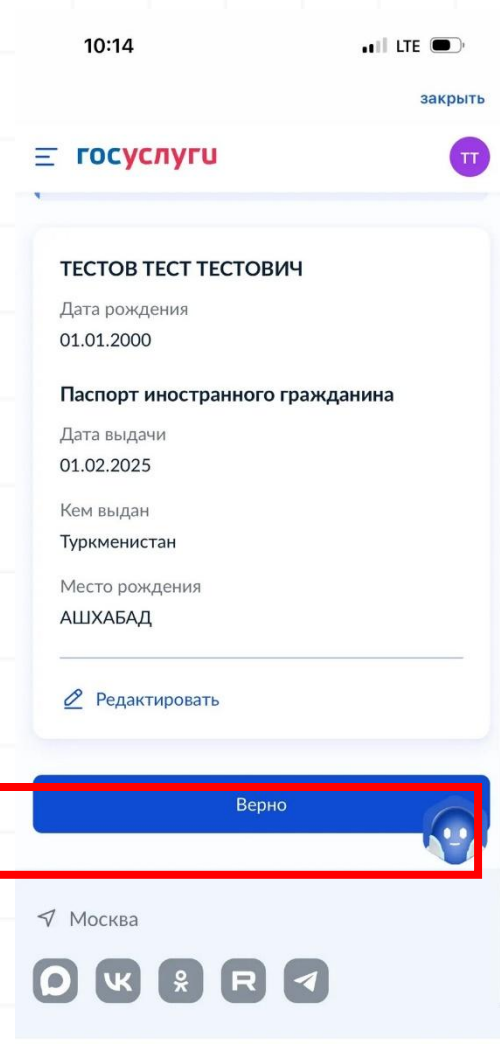 10:14
LTE
закрыть
госуслуги
ТТ
ТЕСТОВ ТЕСТ ТЕСТОВИЧ
Дата рождения
01.01.2000
Паспорт иностранного гражданина
Дата выдачи
01.02.2025
Кем выдан
Туркменистан
Место рождения
АШХАБАД
Редактировать
Верно
Москва